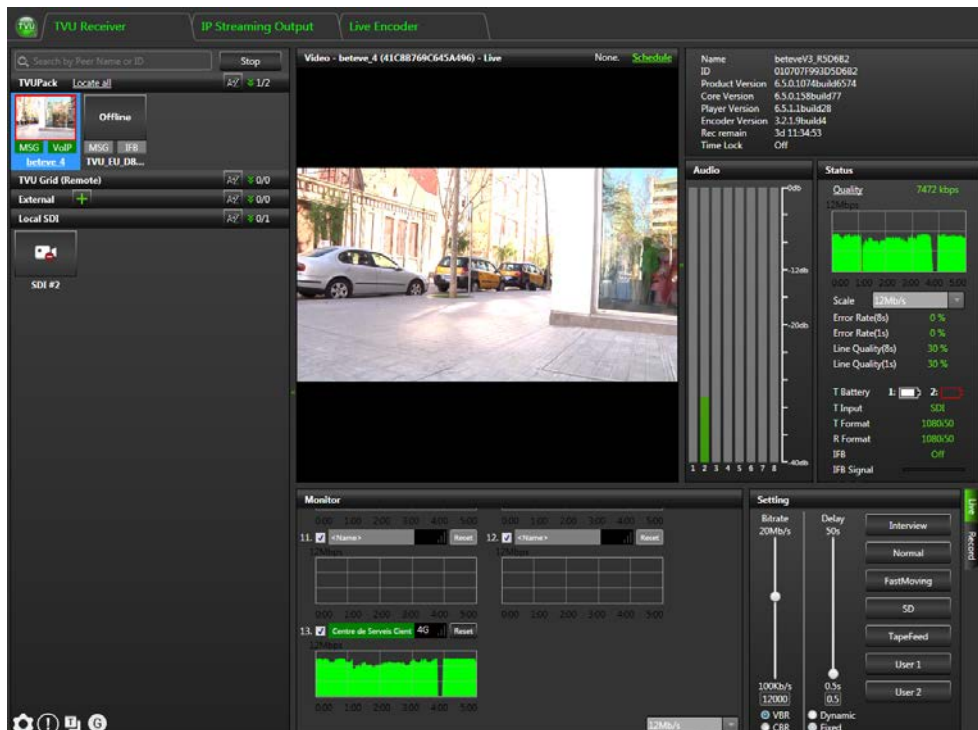 TVU
TVU Receiver
IP Streaming Output
Live Encoder
Search by Peer Name or ID
Stop
TVUPack Locate all 1/2
MSG VoIP
beteve_4
Offline
MSG IFB
TVU_EU_D8...
TVU Grid (Remote) 0/0
External 0/0
Local SDI 0/1
SDI #2
Video - beteve_4 (41C8B769C645A496) - Live None. Schedule
Name beteveV3_R5D6B2
ID 010707F993D5D6B2
Product Version 6.5.0.1074build6574
Core Version 6.5.0.158build77
Player Version 6.5.1.1build28
Encoder Version 3.2.1.9build4
Rec remain 3d 11:34:53
Time Lock Off
Audio
0db
-12db
-20db
-40db
1 2 3 4 5 6 7 8
Status
Quality 7472 kbps
12Mbps
0:00 1:00 2:00 3:00 4:00 5:00
Scale 12Mb/s
Error Rate(8s) 0 %
Error Rate(1s) 0 %
Line Quality(8s) 30 %
Line Quality(1s) 30 %
T Battery 1: 2:
T Input SDI
T Format 1080i50
R Format 1080i50
IFB Off
IFB Signal
Monitor
0:00 1:00 2:00 3:00 4:00 5:00
0:00 1:00 2:00 3:00 4:00 5:00
11. <Name> Reset
12. <Name> Reset
12Mbps
12Mbps
0:00 1:00 2:00 3:00 4:00 5:00
0:00 1:00 2:00 3:00 4:00 5:00
13. Centre de Serveis Client 4G Reset
12Mbps
0:00 1:00 2:00 3:00 4:00 5:00
12Mb/s
Setting
Bitrate
20Mb/s
100Kb/s
12000
VBR
CBR
Delay
50s
0.5s
0.5
Dynamic
Fixed
Interview
Normal
FastMoving
SD
TapeFeed
User 1
User 2
Live
Record